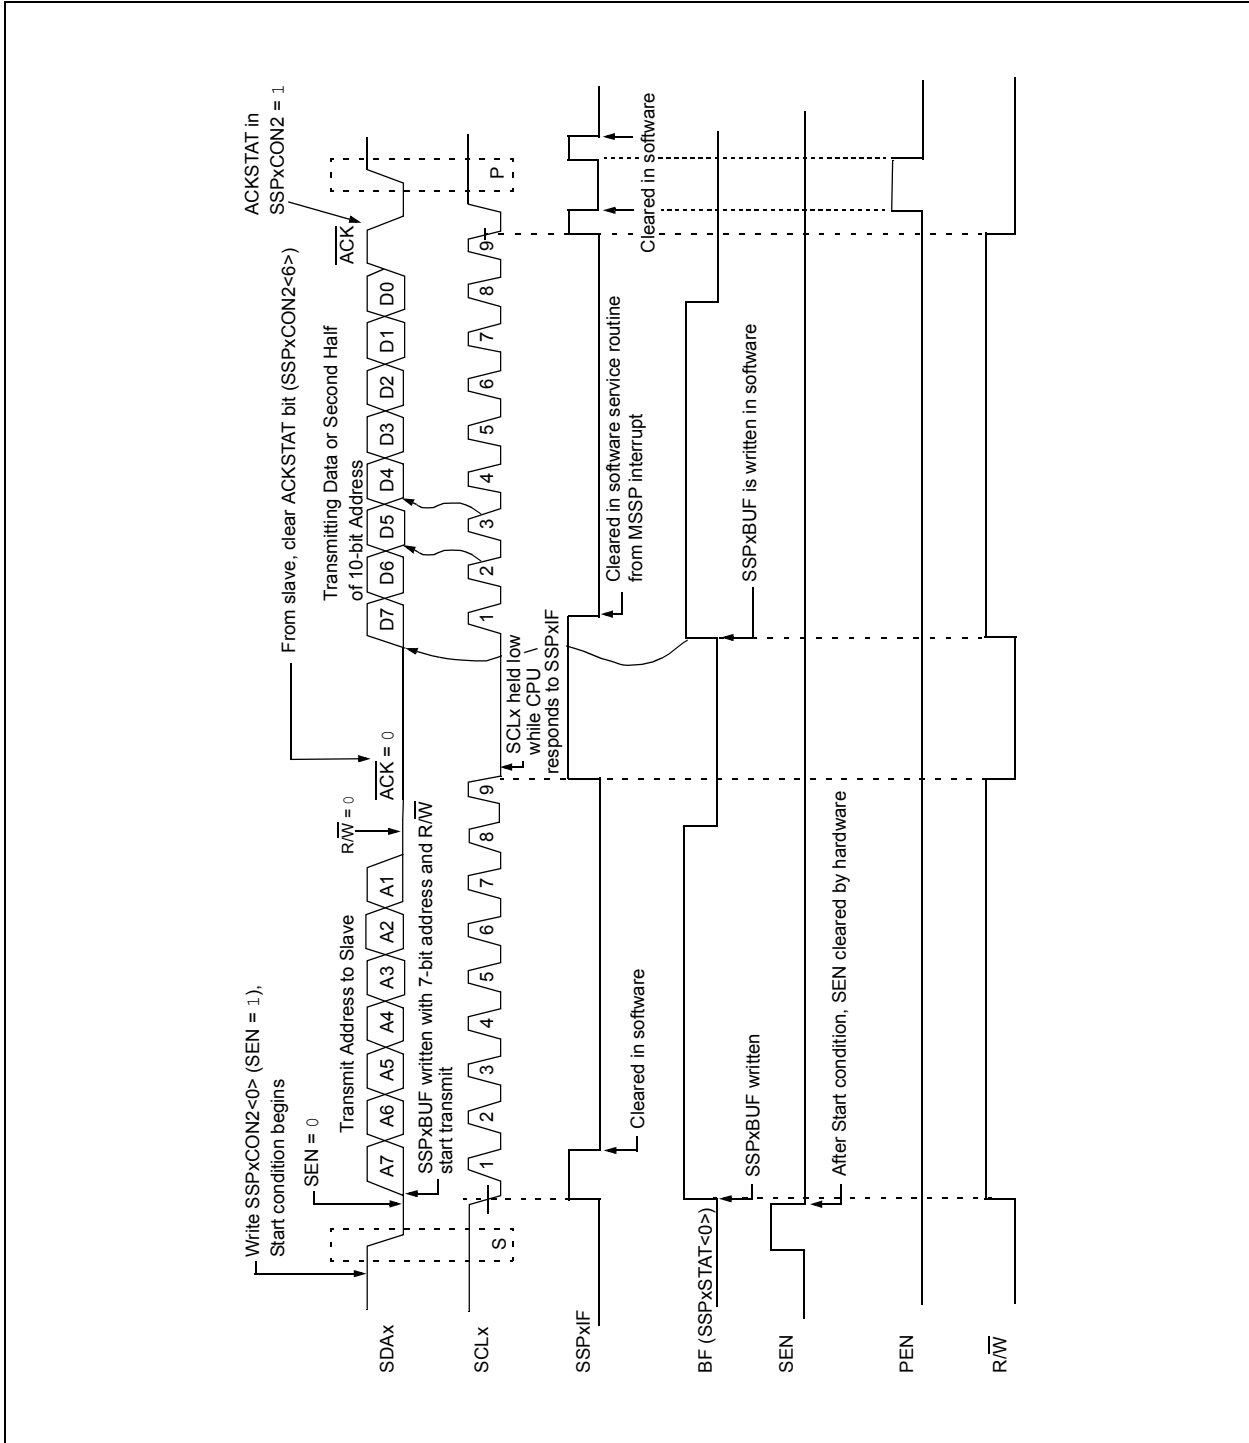 Write SSPxCON2<0> (SEN = 1),
Start condition begins
From slave, clear ACKSTAT bit (SSPxCON2<6>)
ACKSTAT in
SSPxCON2 = 1
SEN = 0
Transmit Address to Slave
R/W = 0
ACK = 0
Transmitting Data or Second Half
of 10-bit Address
ACK
SDAx
A7 A6 A5 A4 A3 A2 A1
D7 D6 D5 D4 D3 D2 D1 D0
SSPxBUF written with 7-bit address and R/W
start transmit
SCLx
S
1 2 3 4 5 6 7 8 9
1 2 3 4 5 6 7 8 9
P
SCLx held low
while CPU
responds to SSPxIF
SSPxIF
Cleared in software
Cleared in software service routine
from MSSP interrupt
Cleared in software
Cleared in software
BF (SSPxSTAT<0>)
SSPxBUF written
SSPxBUF is written in software
SEN
After Start condition, SEN cleared by hardware
PEN
R/W